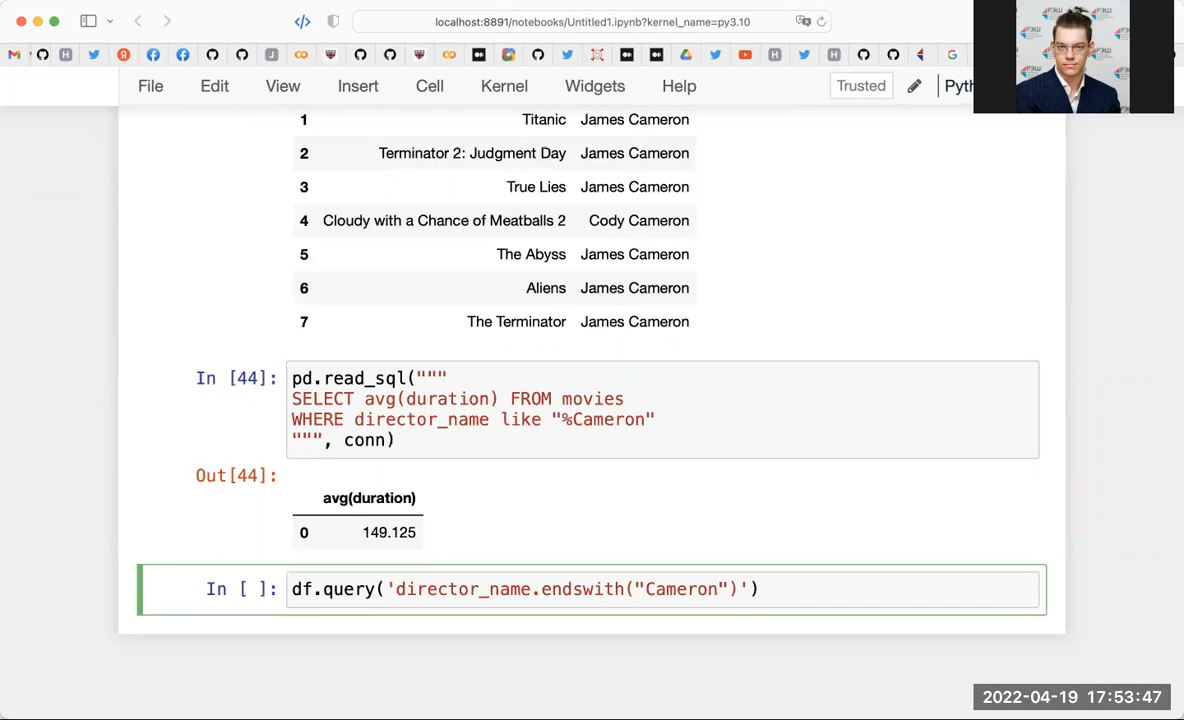 localhost:8891/notebooks/Untitled1.ipynb?kernel_name=py3.10
File Edit View Insert Cell Kernel Widgets Help Trusted Pyth
1 Titanic James Cameron
2 Terminator 2: Judgment Day James Cameron
3 True Lies James Cameron
4 Cloudy with a Chance of Meatballs 2 Cody Cameron
5 The Abyss James Cameron
6 Aliens James Cameron
7 The Terminator James Cameron
In [44]: pd.read_sql("""
SELECT avg(duration) FROM movies
WHERE director_name like "%Cameron"
""", conn)
Out[44]:
avg(duration)
0 149.125
In [ ]: df.query('director_name.endswith("Cameron")')
2022-04-19 17:53:47